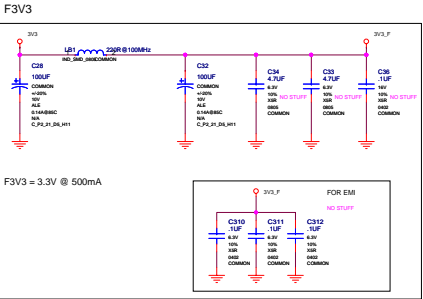 F3V3
3V3
3V3_F
LB1 220R@100MHz
IND_SMD_0805COMMON
C28
100UF
COMMON
+/-20%
10V
ALE
0.14A@85C
N/A
C_P2_21_D5_H11
C32
100UF
COMMON
+/-20%
10V
ALE
0.14A@85C
N/A
C_P2_21_D5_H11
C34
4.7UF
6.3V
10% NO STUFF
X5R
0805
COMMON
C33
4.7UF
6.3V
10% NO STUFF
X5R
0805
COMMON
C36
.1UF
16V
10% NO STUFF
X5R
0402
COMMON
F3V3 = 3.3V @ 500mA
3V3_F
FOR EMI
NO STUFF
C310
.1UF
6.3V
10%
X5R
0402
COMMON
C311
.1UF
6.3V
10%
X5R
0402
COMMON
C312
.1UF
6.3V
10%
X5R
0402
COMMON